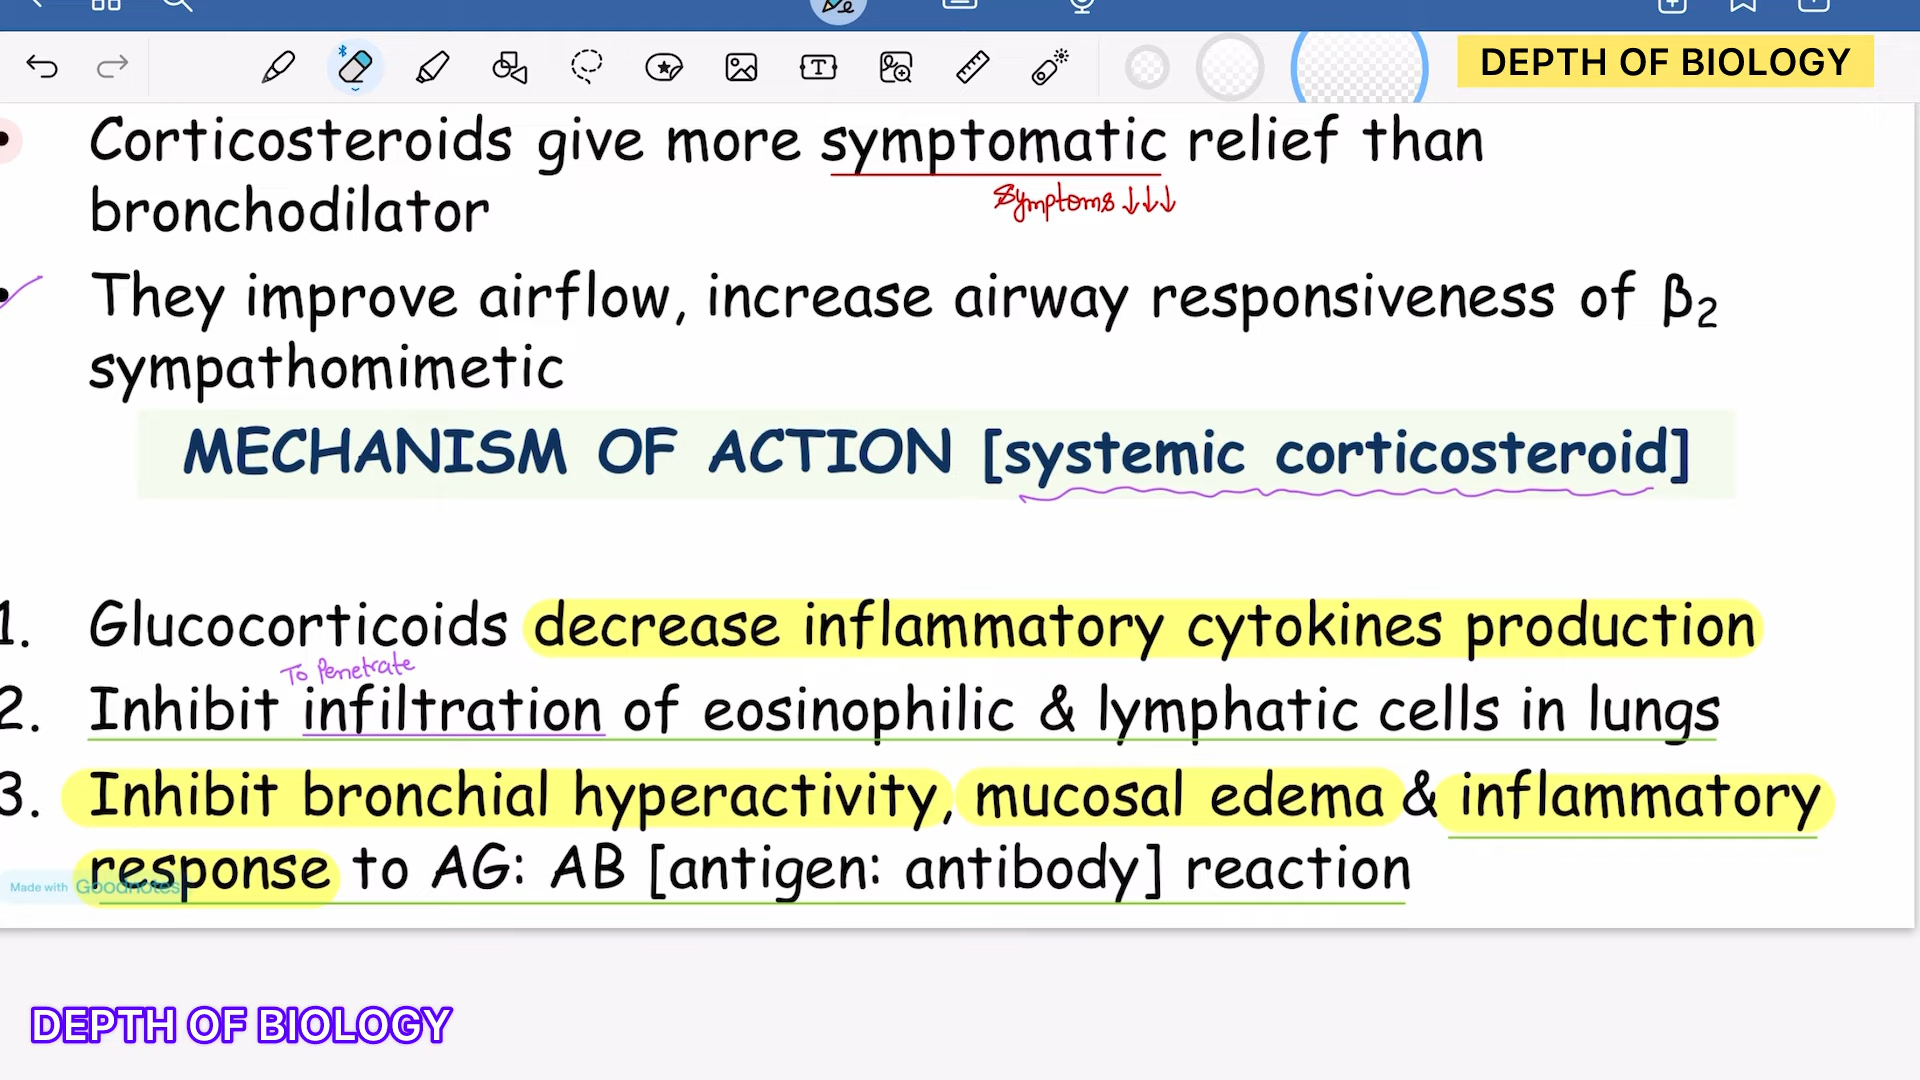 DEPTH OF BIOLOGY
• Corticosteroids give more symptomatic relief than
Symptoms ↓↓↓
bronchodilator
• They improve airflow, increase airway responsiveness of β₂
sympathomimetic
MECHANISM OF ACTION [systemic corticosteroid]
1. Glucocorticoids decrease inflammatory cytokines production
To Penetrate
2. Inhibit infiltration of eosinophilic & lymphatic cells in lungs
3. Inhibit bronchial hyperactivity, mucosal edema & inflammatory
response to AG: AB [antigen: antibody] reaction
Made with Goodnotes
DEPTH OF BIOLOGY